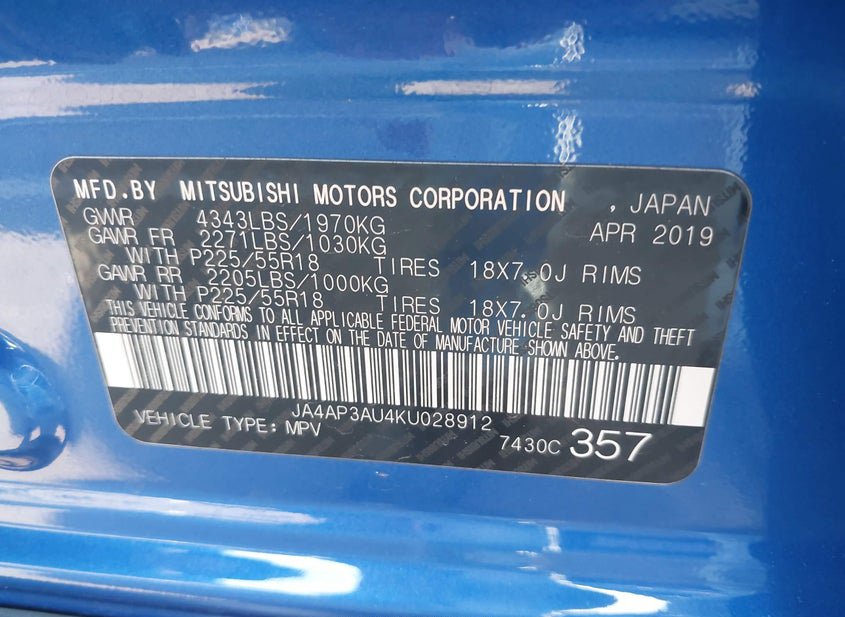 MFD.BY MITSUBISHI MOTORS CORPORATION , JAPAN
GVWR 4343LBS/1970KG APR 2019
GAWR FR 2271LBS/1030KG
WITH P225/55R18 TIRES 18X7.0J RIMS
GAWR RR 2205LBS/1000KG
WITH P225/55R18 TIRES 18X7.0J RIMS
THIS VEHICLE CONFORMS TO ALL APPLICABLE FEDERAL MOTOR VEHICLE SAFETY AND THEFT
PREVENTION STANDARDS IN EFFECT ON THE DATE OF MANUFACTURE SHOWN ABOVE.
JA4AP3AU4KU028912
VEHICLE TYPE: MPV 7430C 357